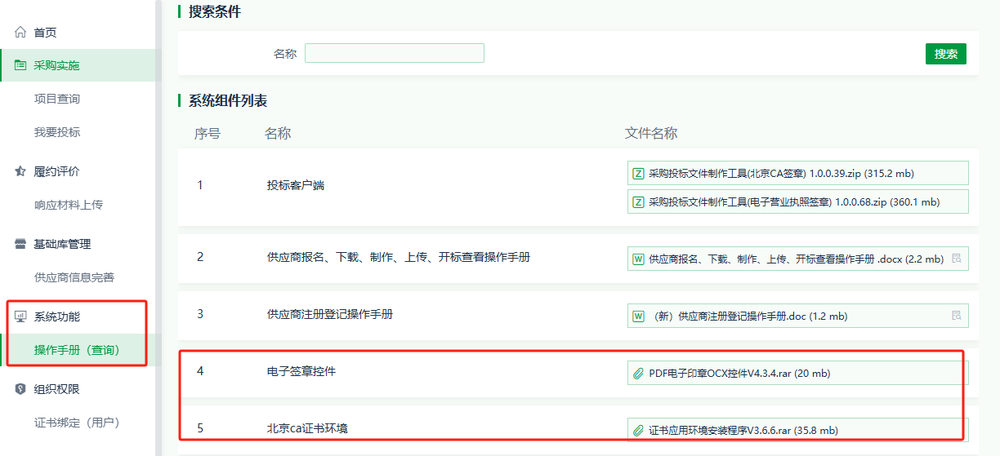 首页
采购实施
项目查询
我要投标
履约评价
响应材料上传
基础库管理
供应商信息完善
系统功能
操作手册（查询）
组织权限
证书绑定（用户）
搜索条件
名称
搜索
系统组件列表
序号 名称 文件名称
1 投标客户端 采购投标文件制作工具(北京CA签章) 1.0.0.39.zip (315.2 mb)
采购投标文件制作工具(电子营业执照签章) 1.0.0.68.zip (360.1 mb)
2 供应商报名、下载、制作、上传、开标查看操作手册 供应商报名、下载、制作、上传、开标查看操作手册 .docx (2.2 mb)
3 供应商注册登记操作手册 （新）供应商注册登记操作手册.doc (1.2 mb)
4 电子签章控件 PDF电子印章OCX控件V4.3.4.rar (20 mb)
5 北京ca证书环境 证书应用环境安装程序V3.6.6.rar (35.8 mb)